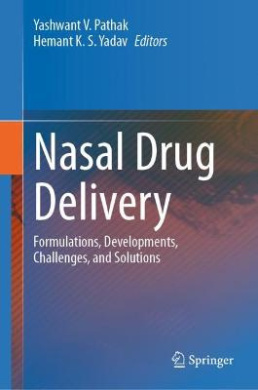 Yashwant V. Pathak
Hemant K. S. Yadav Editors
Nasal Drug
Delivery
Formulations, Developments,
Challenges, and Solutions
Springer